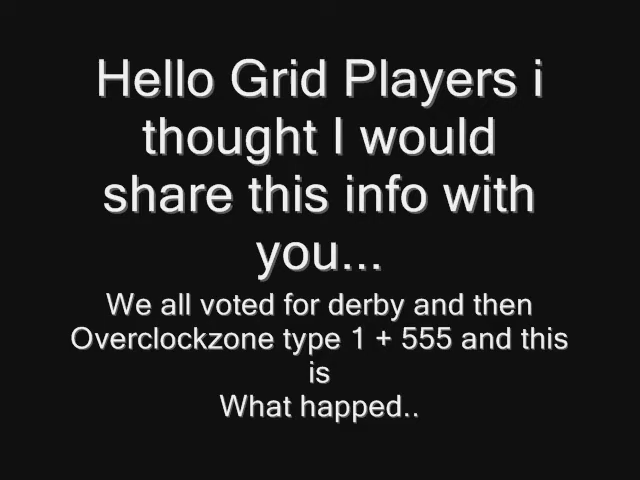 Hello Grid Players i
thought I would
share this info with
you...
We all voted for derby and then
Overclockzone type 1 + 555 and this
is
What happed..